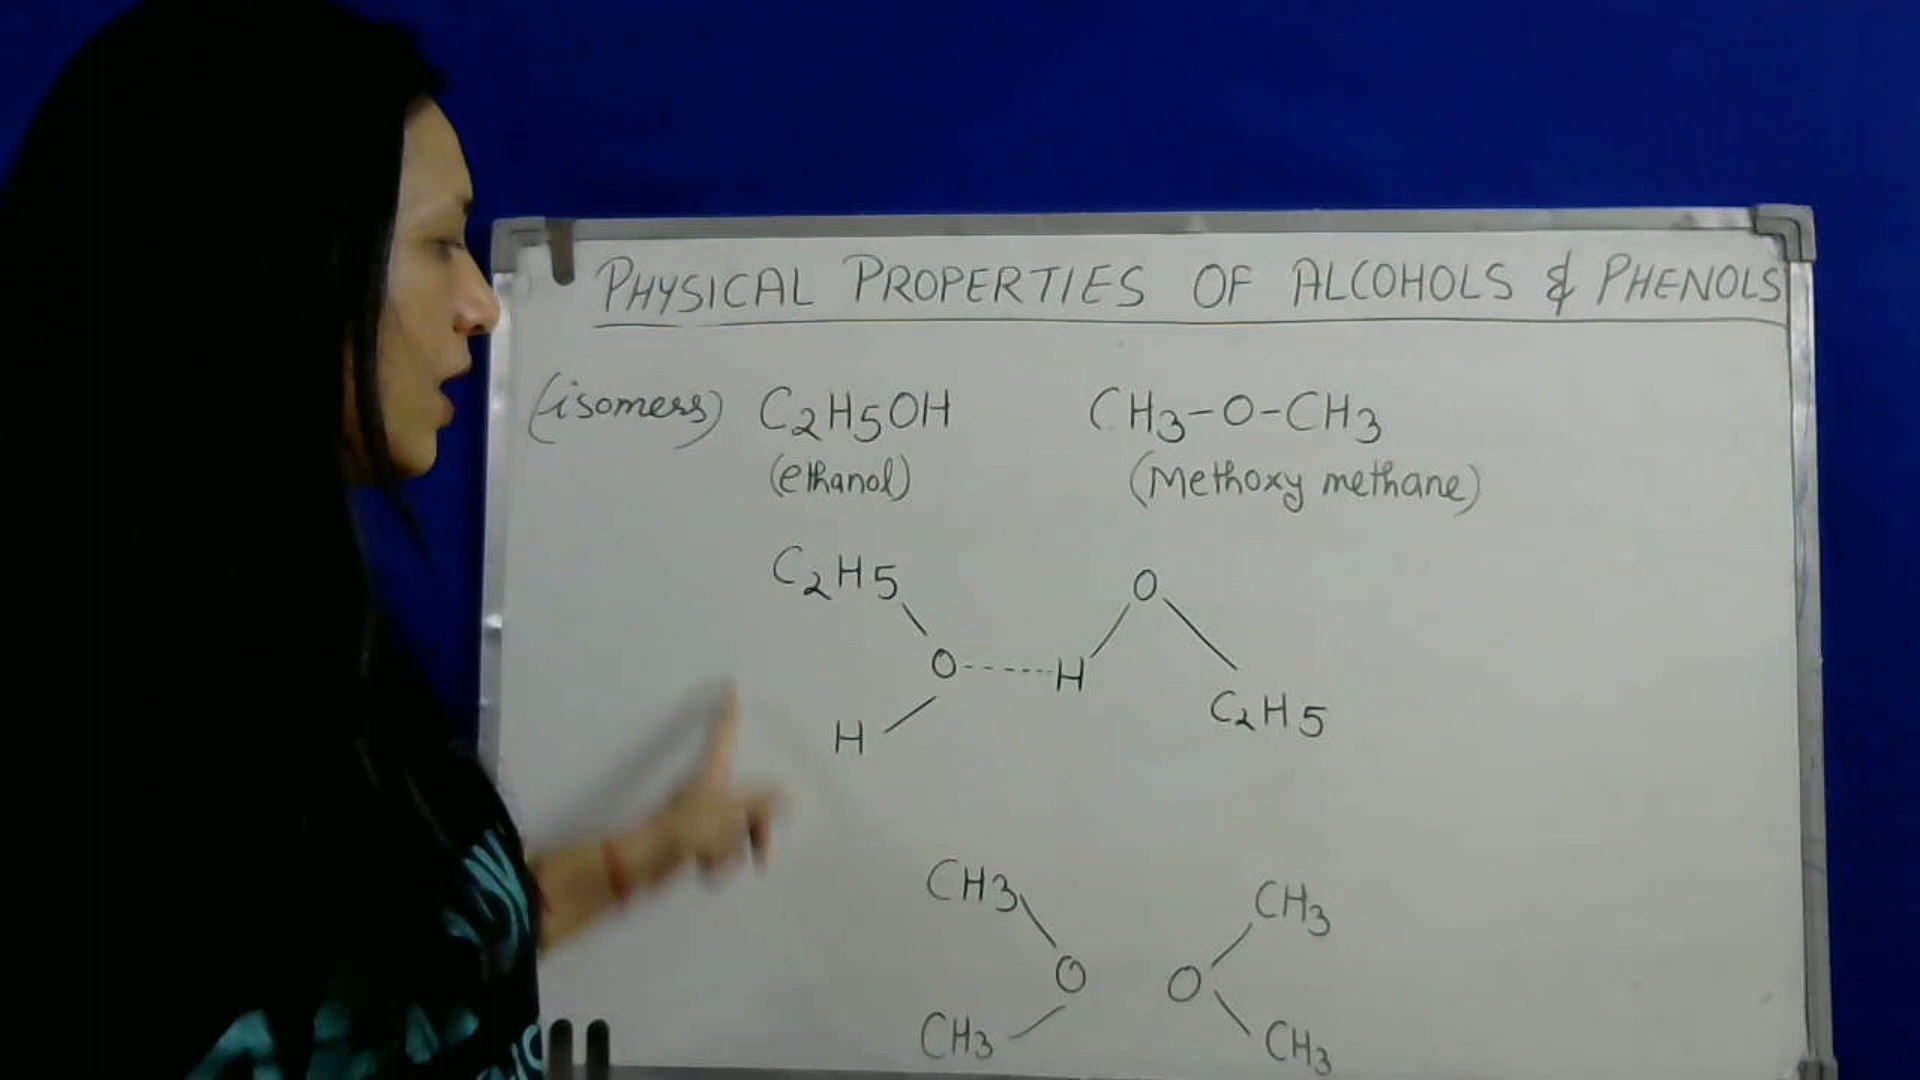 PHYSICAL PROPERTIES OF ALCOHOLS & PHENOLS
(isomers) C2H5OH CH3-O-CH3
(ethanol) (Methoxy methane)
C2H5 O
O------H
H C2H5
CH3 CH3
O O
CH3 CH3